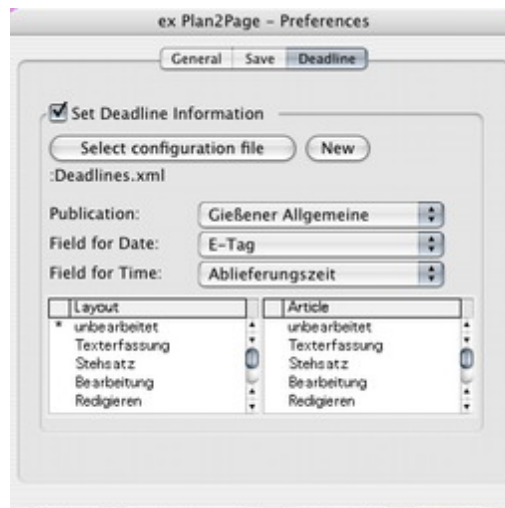 ex Plan2Page – Preferences
General Save Deadline
Set Deadline Information
Select configuration file New
:Deadlines.xml
Publication: Gießener Allgemeine
Field for Date: E-Tag
Field for Time: Ablieferungszeit
Layout Article
* unbearbeitet unbearbeitet
Texterfassung Texterfassung
Stehsatz Stehsatz
Bearbeitung Bearbeitung
Redigieren Redigieren